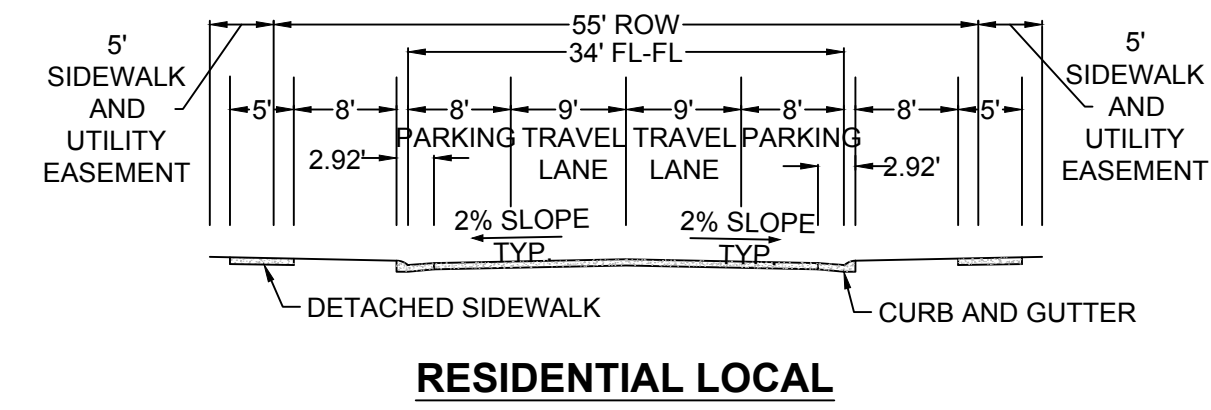 55' ROW
34' FL-FL
5'
SIDEWALK
AND
UTILITY
EASEMENT
5'
SIDEWALK
AND
UTILITY
EASEMENT
5' 8' 8' 9' 9' 8' 8' 5'
PARKING TRAVEL LANE TRAVEL LANE PARKING
2.92' 2.92'
2% SLOPE
TYP.
2% SLOPE
TYP.
DETACHED SIDEWALK
CURB AND GUTTER
RESIDENTIAL LOCAL